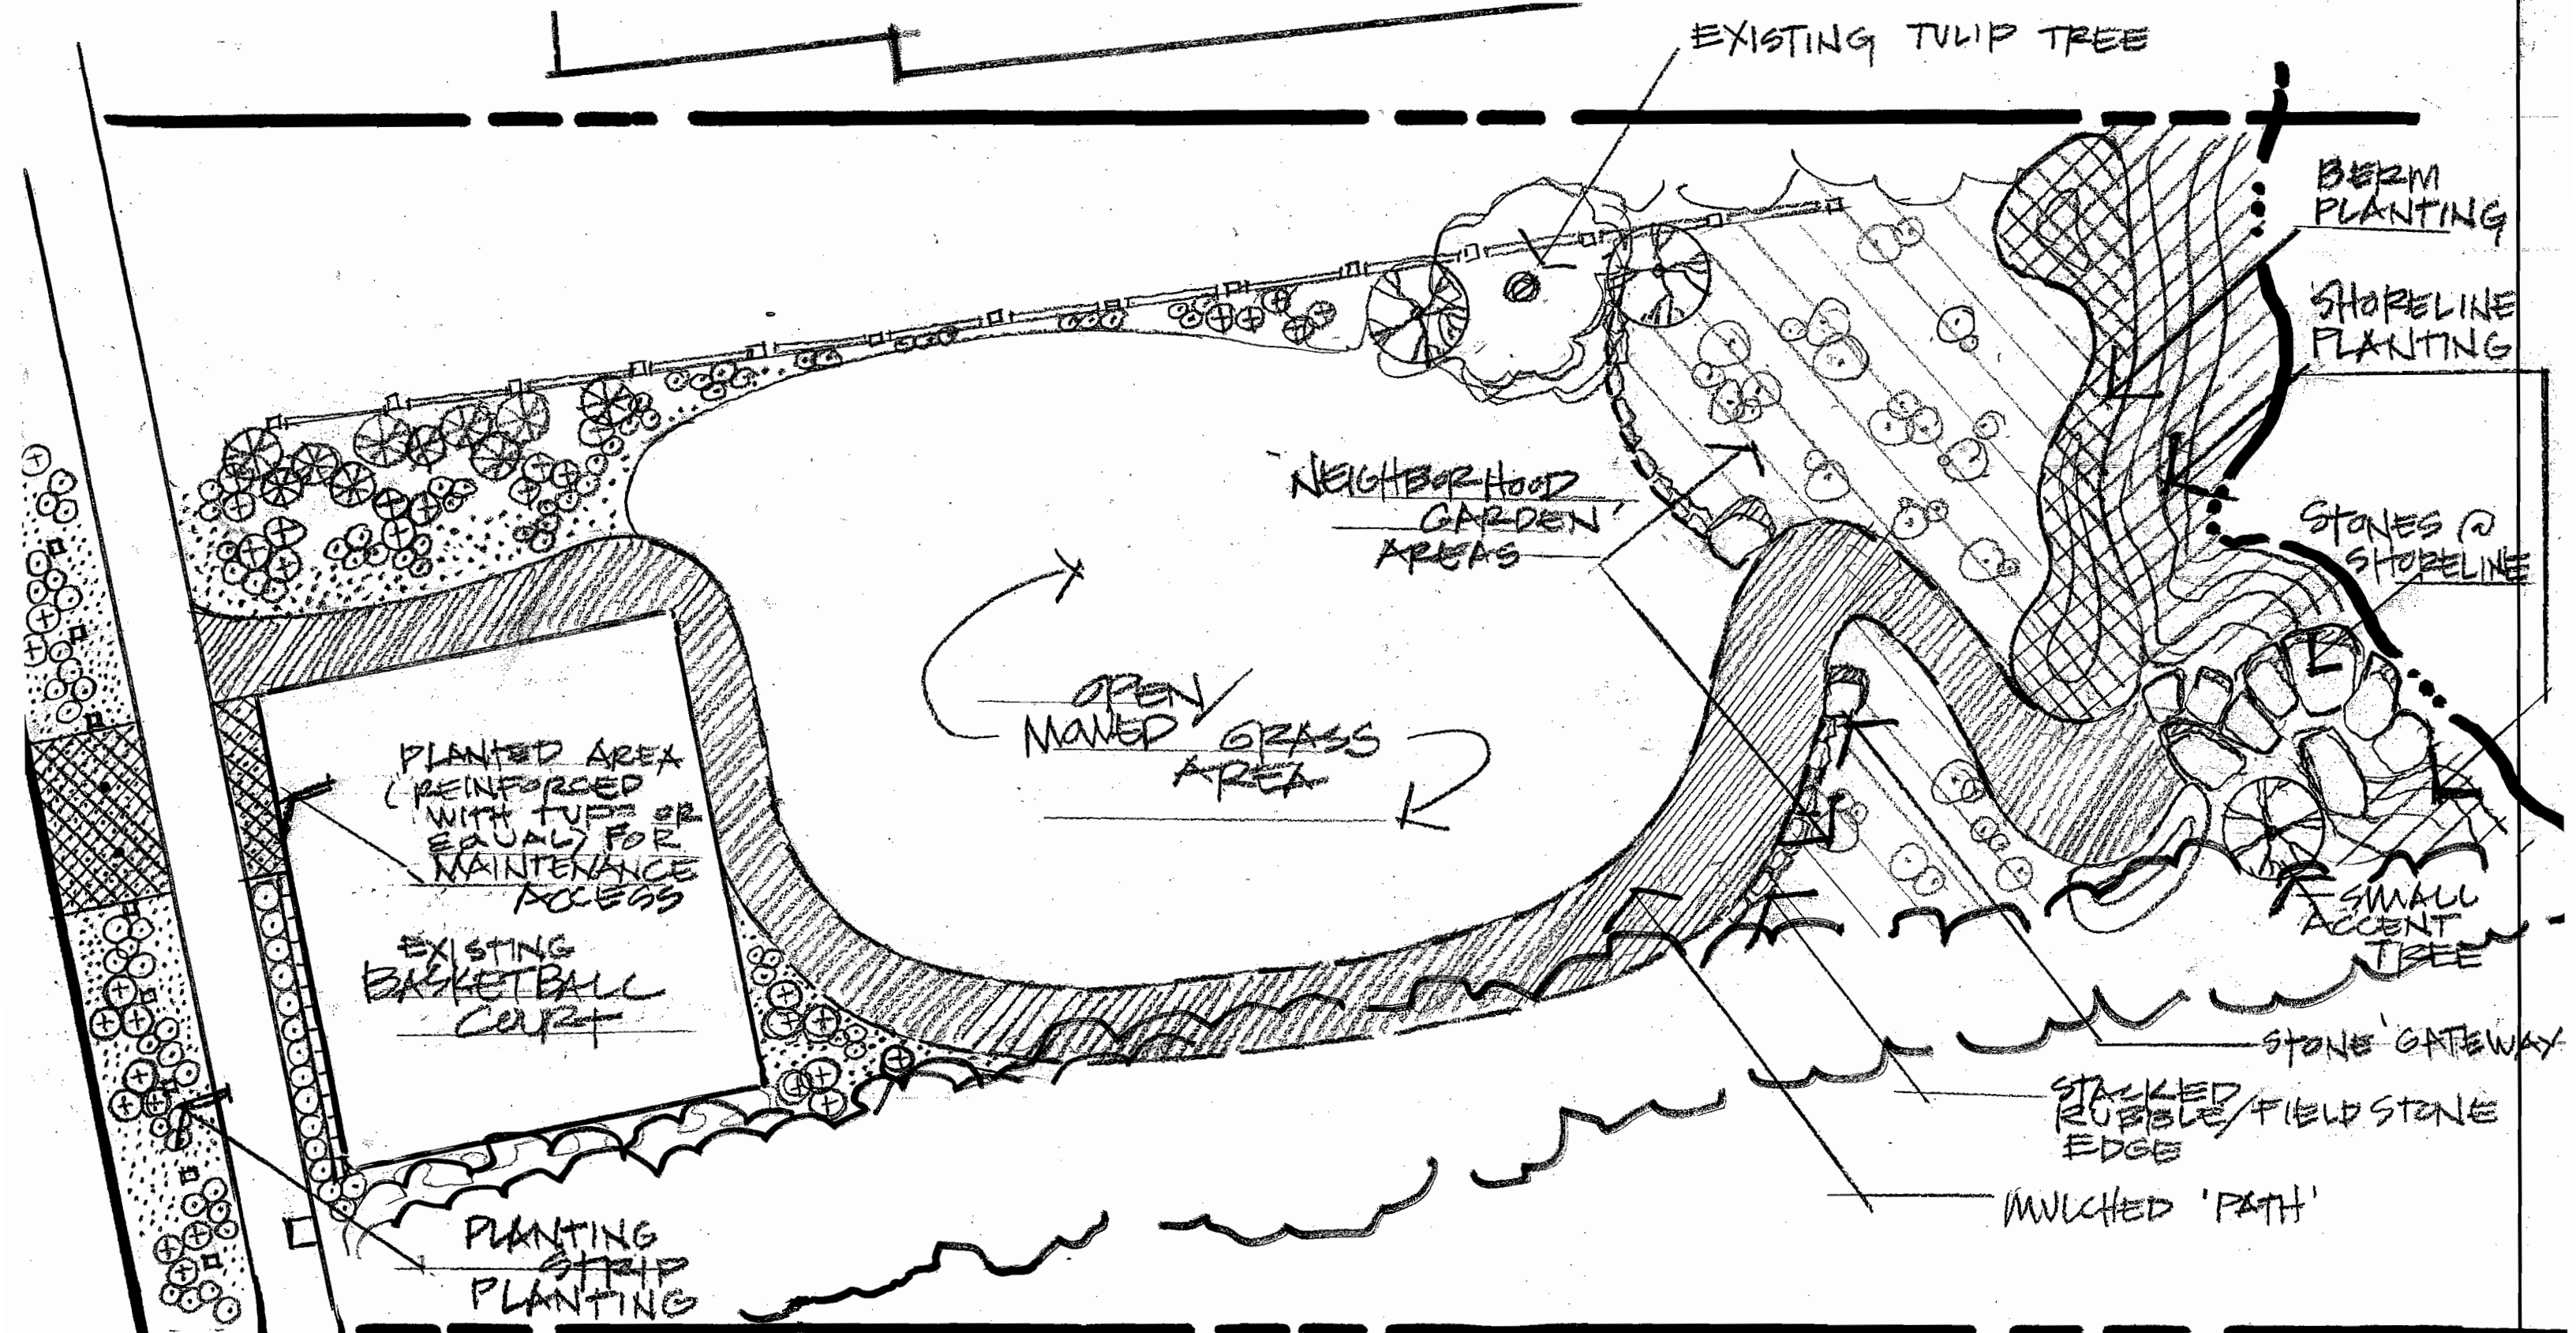 EXISTING TULIP TREE
BERM
PLANTING
SHORELINE
PLANTING
STONES @
SHORELINE
NEIGHBORHOOD
GARDEN
AREAS
OPEN/
MOWED GRASS
AREA
PLANTED AREA
(REINFORCED
WITH TUFF OR
EQUAL) FOR
MAINTENANCE
ACCESS
EXISTING
BASKETBALL
COURT
SMALL
ACCENT
TREE
STONE 'GATEWAY
STACKED
RUBBLE/FIELD STONE
EDGE
MULCHED 'PATH'
PLANTING
STRIP
PLANTING